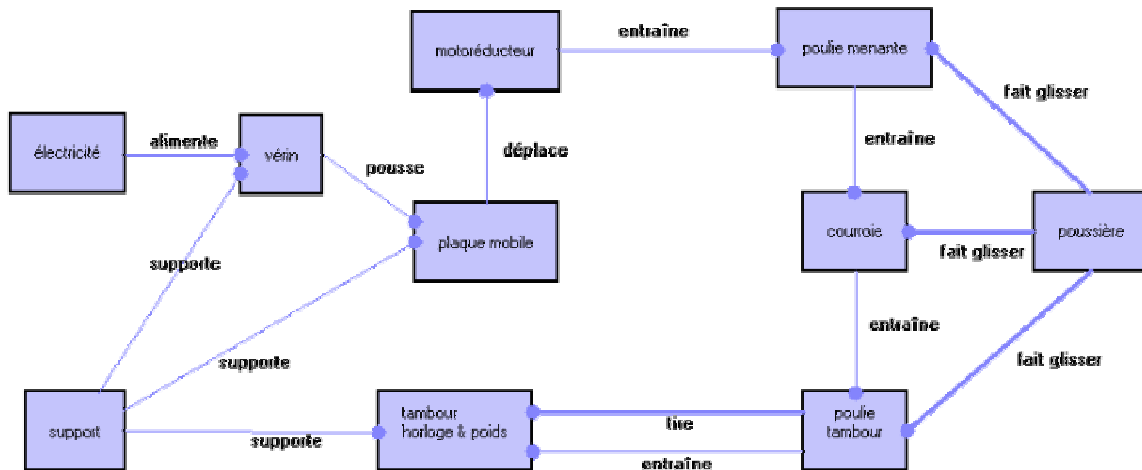 entraîne
motoréducteur
poulie menante
fait glisser
électricité
alimente
vérin
pousse
déplace
entraîne
plaque mobile
courroie
poussière
supporte
fait glisser
entraîne
supporte
fait glisser
support
supporte
tambour
horloge & poids
tire
entraîne
poulie
tambour